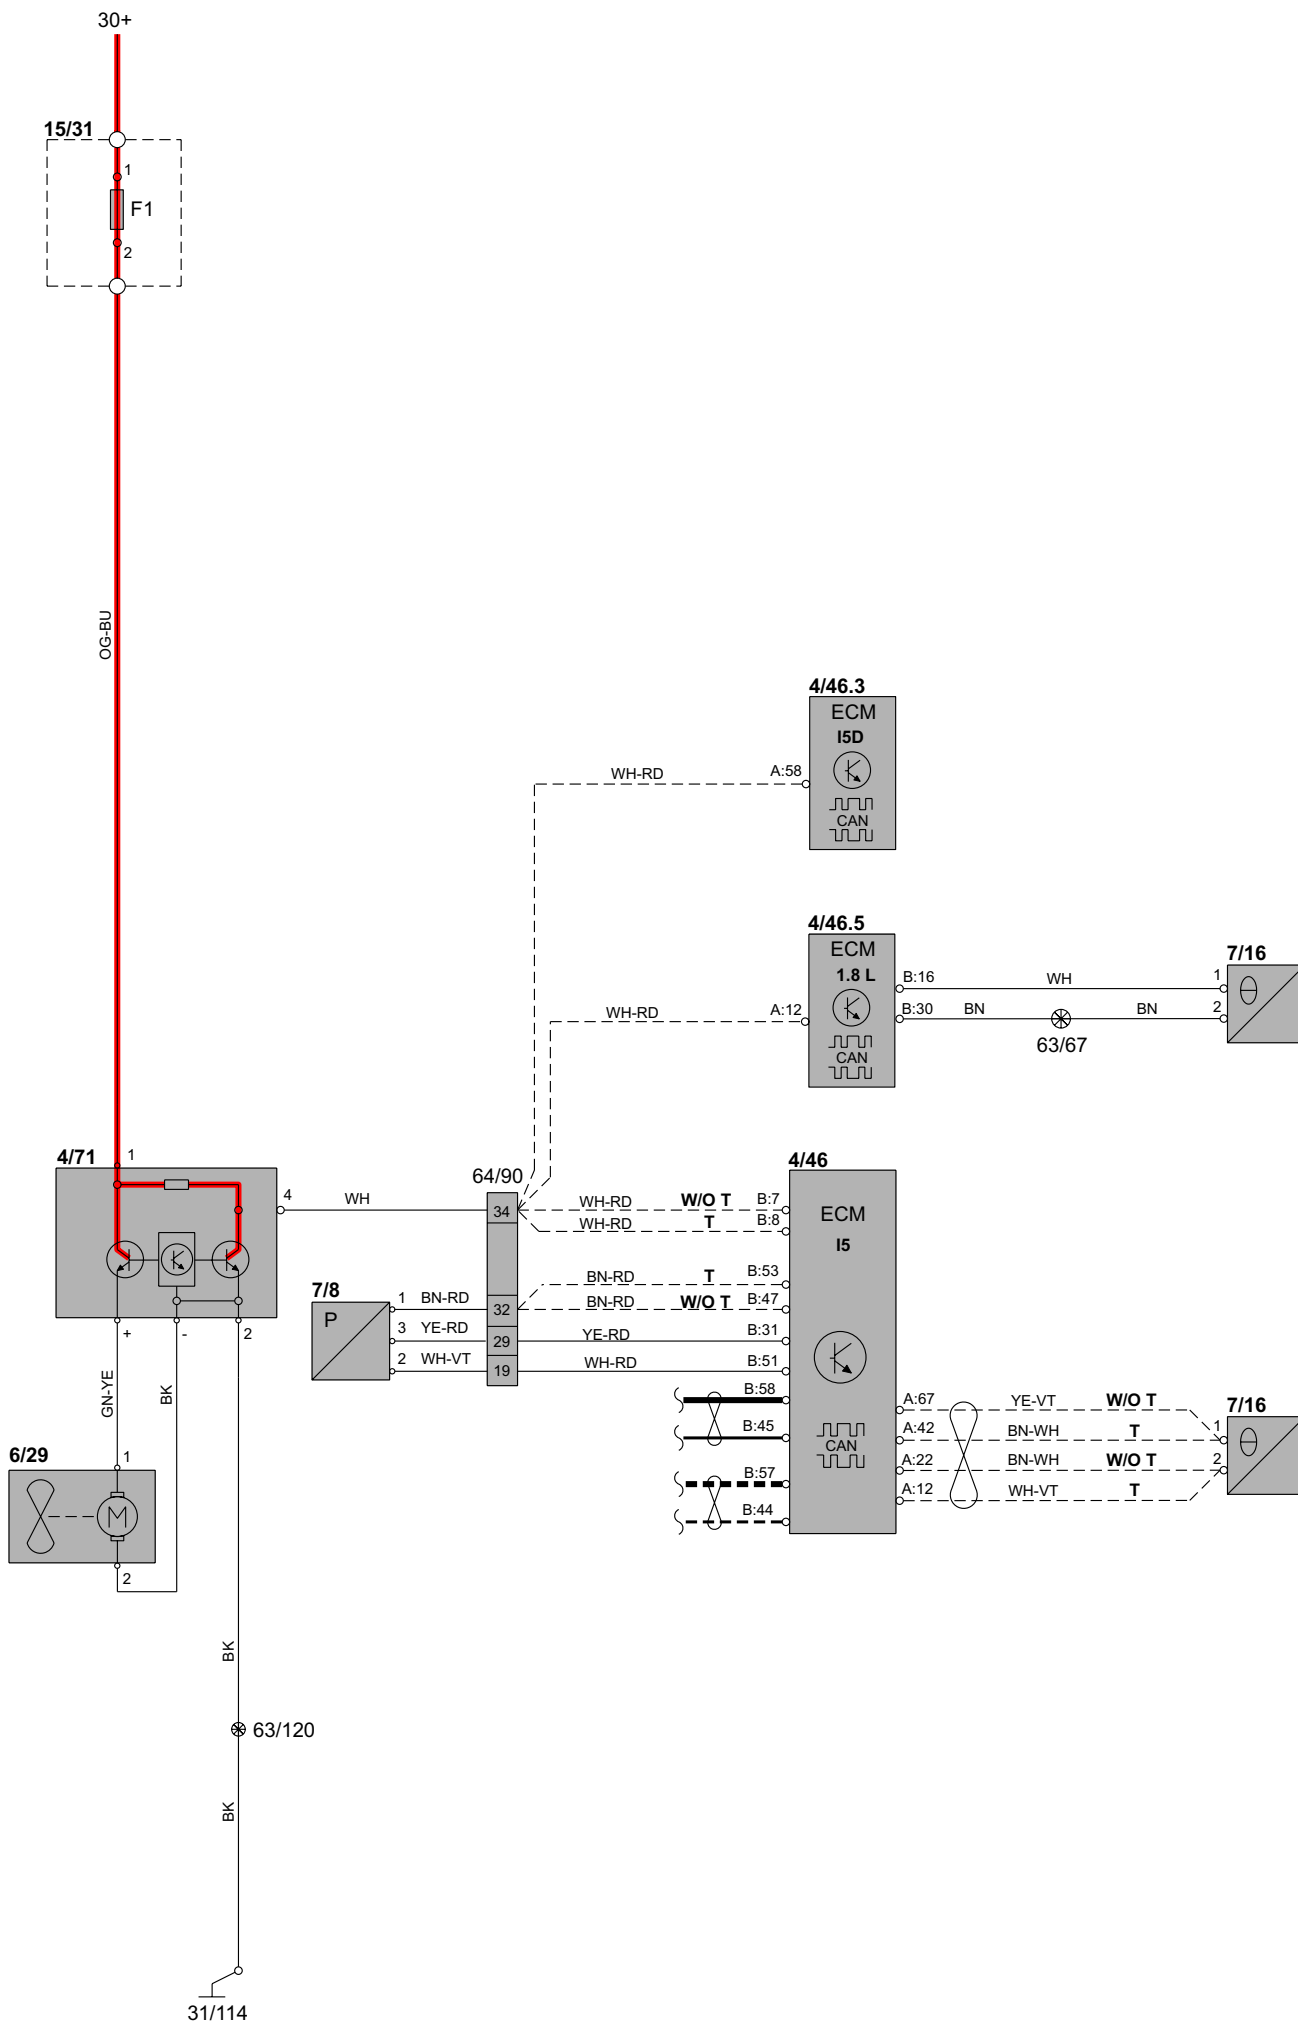 30+
15/31
1
F1
2
OG-BU
4/46.3
ECM
I5D
WH-RD
A:58
CAN
4/46.5
ECM
1.8 L
WH-RD
A:12
CAN
B:16
WH
1
B:30
BN
BN
2
7/16
63/67
4/71
1
4
WH
64/90
34
WH-RD
W/O T
B:7
WH-RD
T
B:8
4/46
ECM
I5
BN-RD
T
B:53
7/8
P
1
BN-RD
32
BN-RD
W/O T
B:47
3
YE-RD
29
YE-RD
B:31
2
WH-VT
19
WH-RD
B:51
+
-
2
GN-YE
BK
B:58
B:45
B:57
B:44
CAN
A:67
YE-VT
W/O T
A:42
BN-WH
T
1
A:22
BN-WH
W/O T
2
A:12
WH-VT
T
7/16
6/29
1
M
2
BK
63/120
BK
31/114